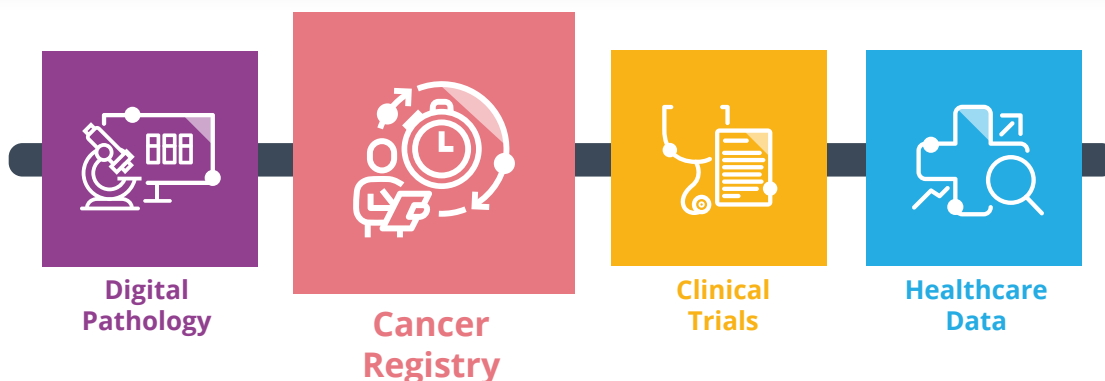 Digital
Pathology
Cancer
Registry
Clinical
Trials
Healthcare
Data